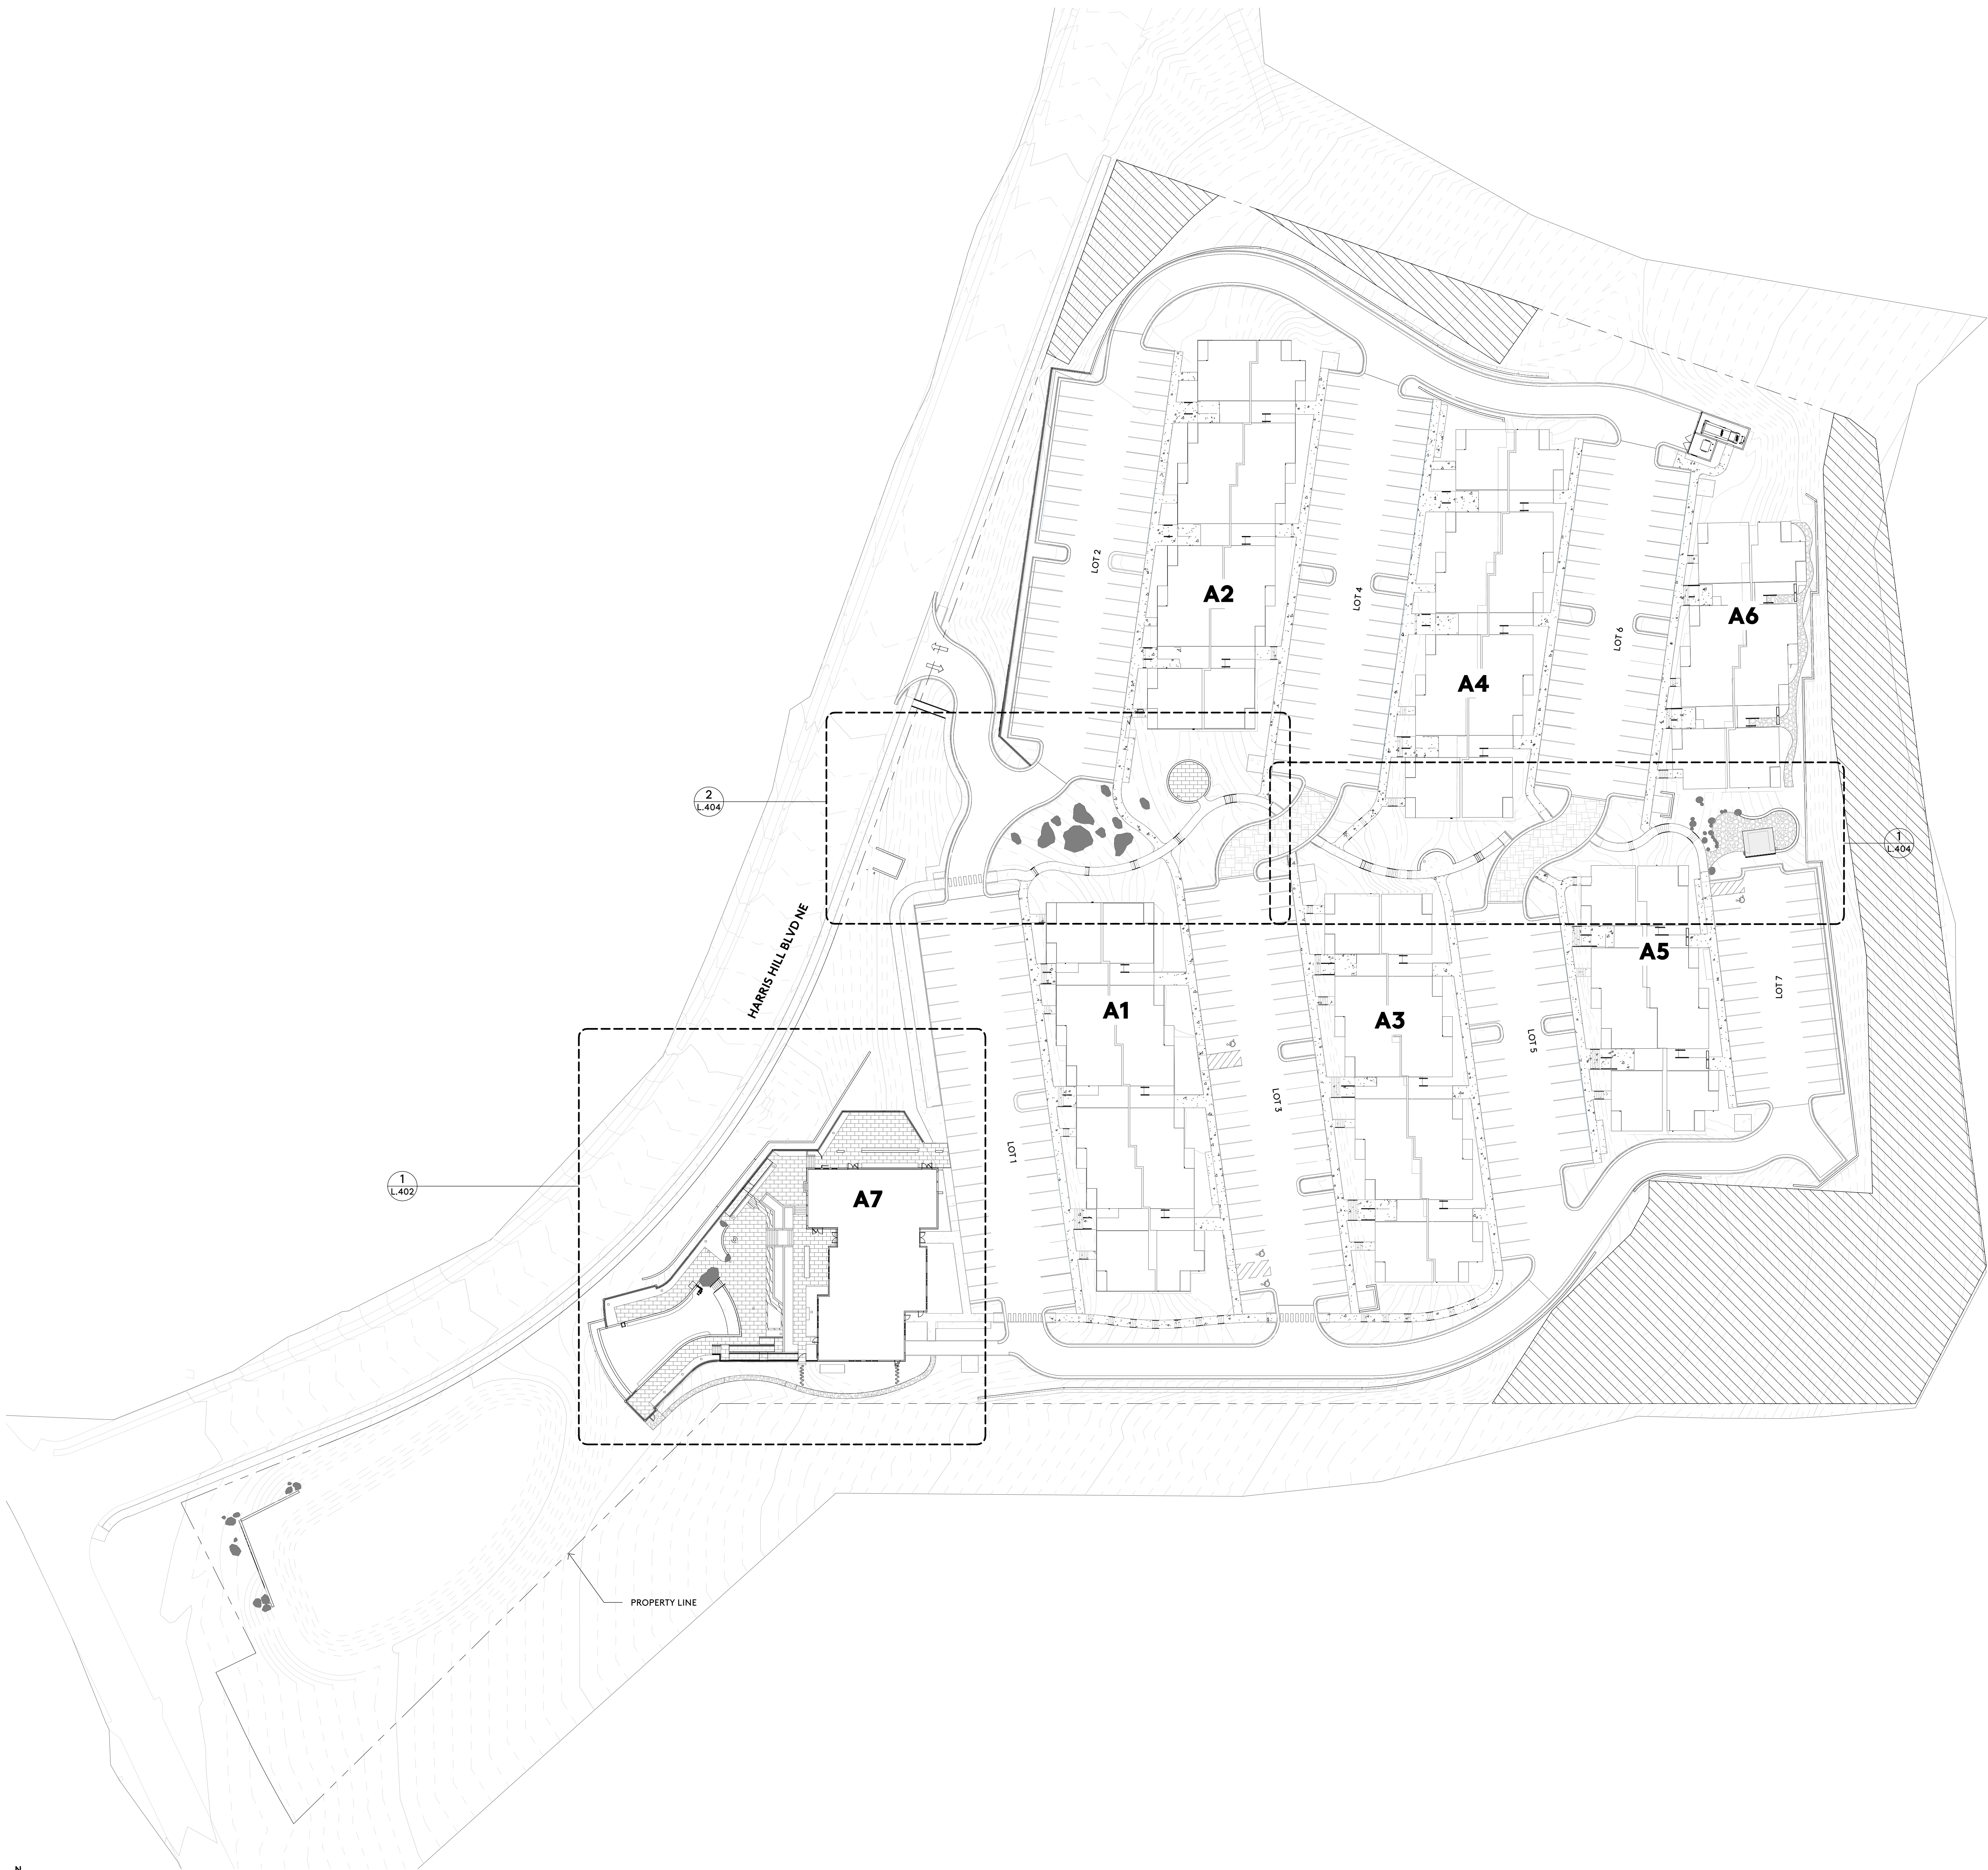 LOT 2
A2
LOT 4
LOT 6
A6
A4
2
L.404
1
L.404
HARRIS HILL BLVD NE
A1
A3
A5
LOT 7
LOT 5
LOT 3
LOT 1
1
L.402
A7
PROPERTY LINE
N